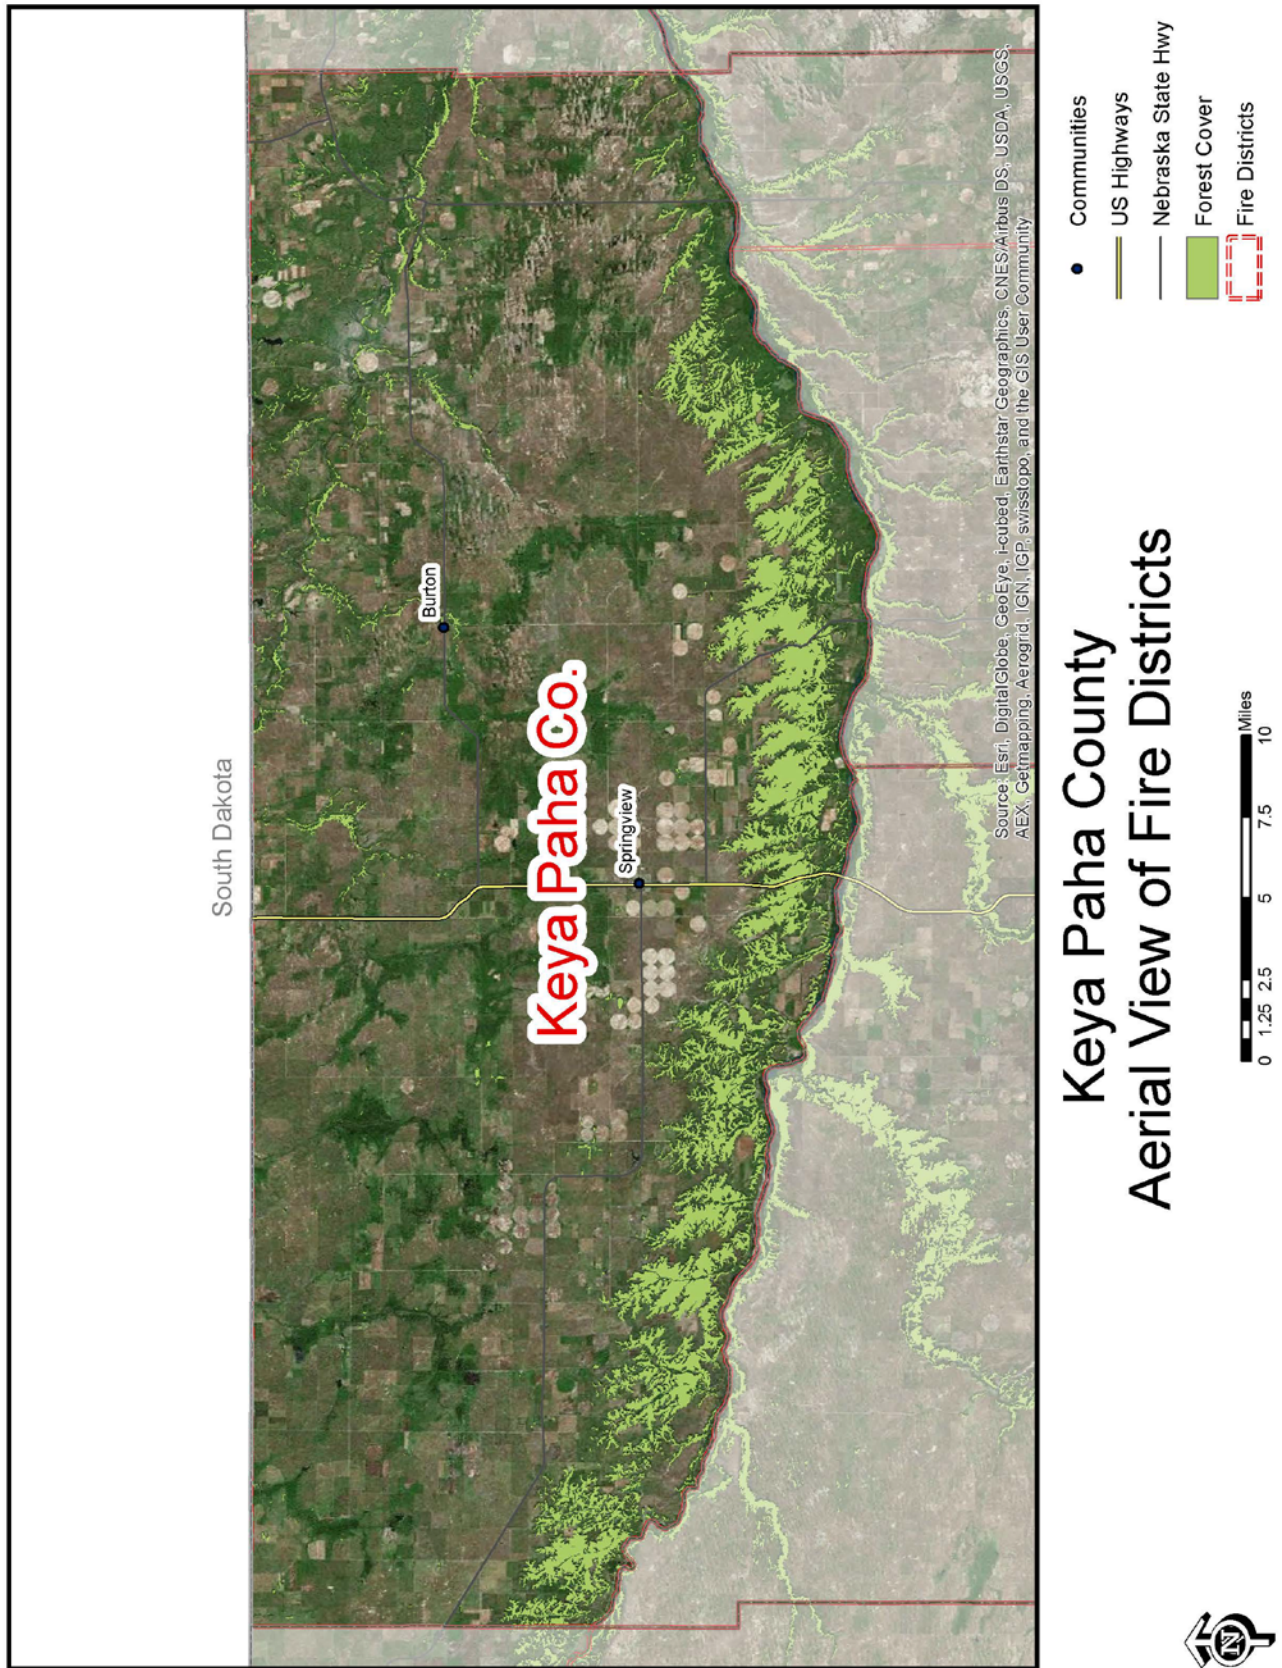 South Dakota
Burton
Keya Paha Co.
Springview
Source: Esri, DigitalGlobe, GeoEye, i-cubed, Earthstar Geographics, CNES/Airbus DS, USDA, USGS,
AEX, Getmapping, Aerogrid, IGN, IGP, swisstopo, and the GIS User Community
Keya Paha County
Aerial View of Fire Districts
Communities
US Highways
Nebraska State Hwy
Forest Cover
Fire Districts
0 1.25 2.5 5 7.5 10
Miles
N